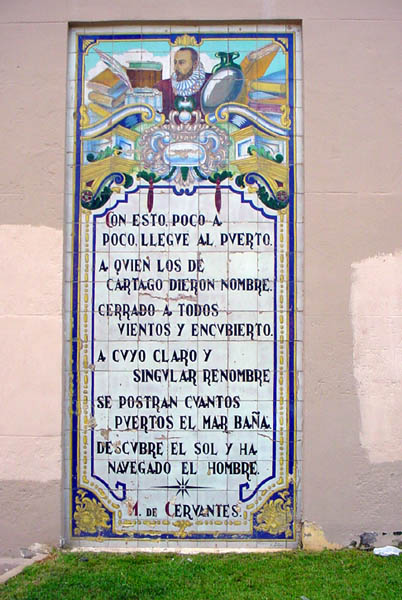 CON ESTO, POCO A
POCO, LLEGVE AL PVERTO.
A QVIEN LOS DE
CARTAGO DIERON NOMBRE.
CERRADO A TODOS
VIENTOS Y ENCVBIERTO.
A CVYO CLARO Y
SINGVLAR RENOMBRE
SE POSTRAN CVANTOS
PVERTOS EL MAR BAÑA.
DESCVBRE EL SOL Y HA
NAVEGADO EL HOMBRE.
M. DE CERVANTES.